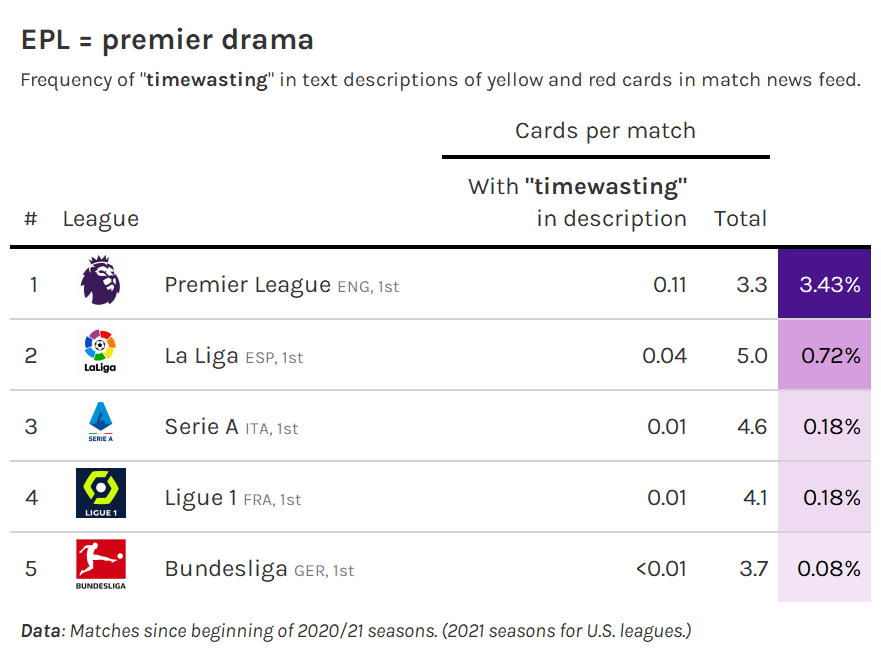 EPL = premier drama
Frequency of "timewasting" in text descriptions of yellow and red cards in match news feed.
Cards per match
With "timewasting"
in description Total
# League
1 Premier League ENG, 1st 0.11 3.3 3.43%
2 LaLiga La Liga ESP, 1st 0.04 5.0 0.72%
3 SERIE A Serie A ITA, 1st 0.01 4.6 0.18%
4 LIGUE 1 Ligue 1 FRA, 1st 0.01 4.1 0.18%
5 BUNDESLIGA Bundesliga GER, 1st <0.01 3.7 0.08%
Data: Matches since beginning of 2020/21 seasons. (2021 seasons for U.S. leagues.)